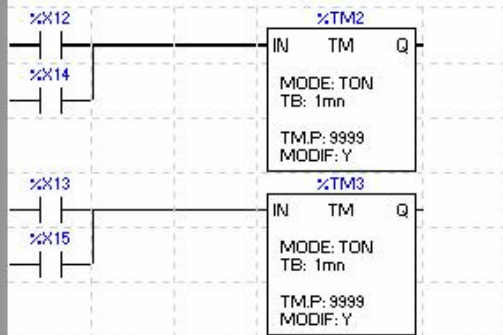 %X12
%TM2
IN TM Q
%X14
MODE: TON
TB: 1mn
TM.P: 9999
MODIF: Y
%X13
%TM3
IN TM Q
%X15
MODE: TON
TB: 1mn
TM.P: 9999
MODIF: Y